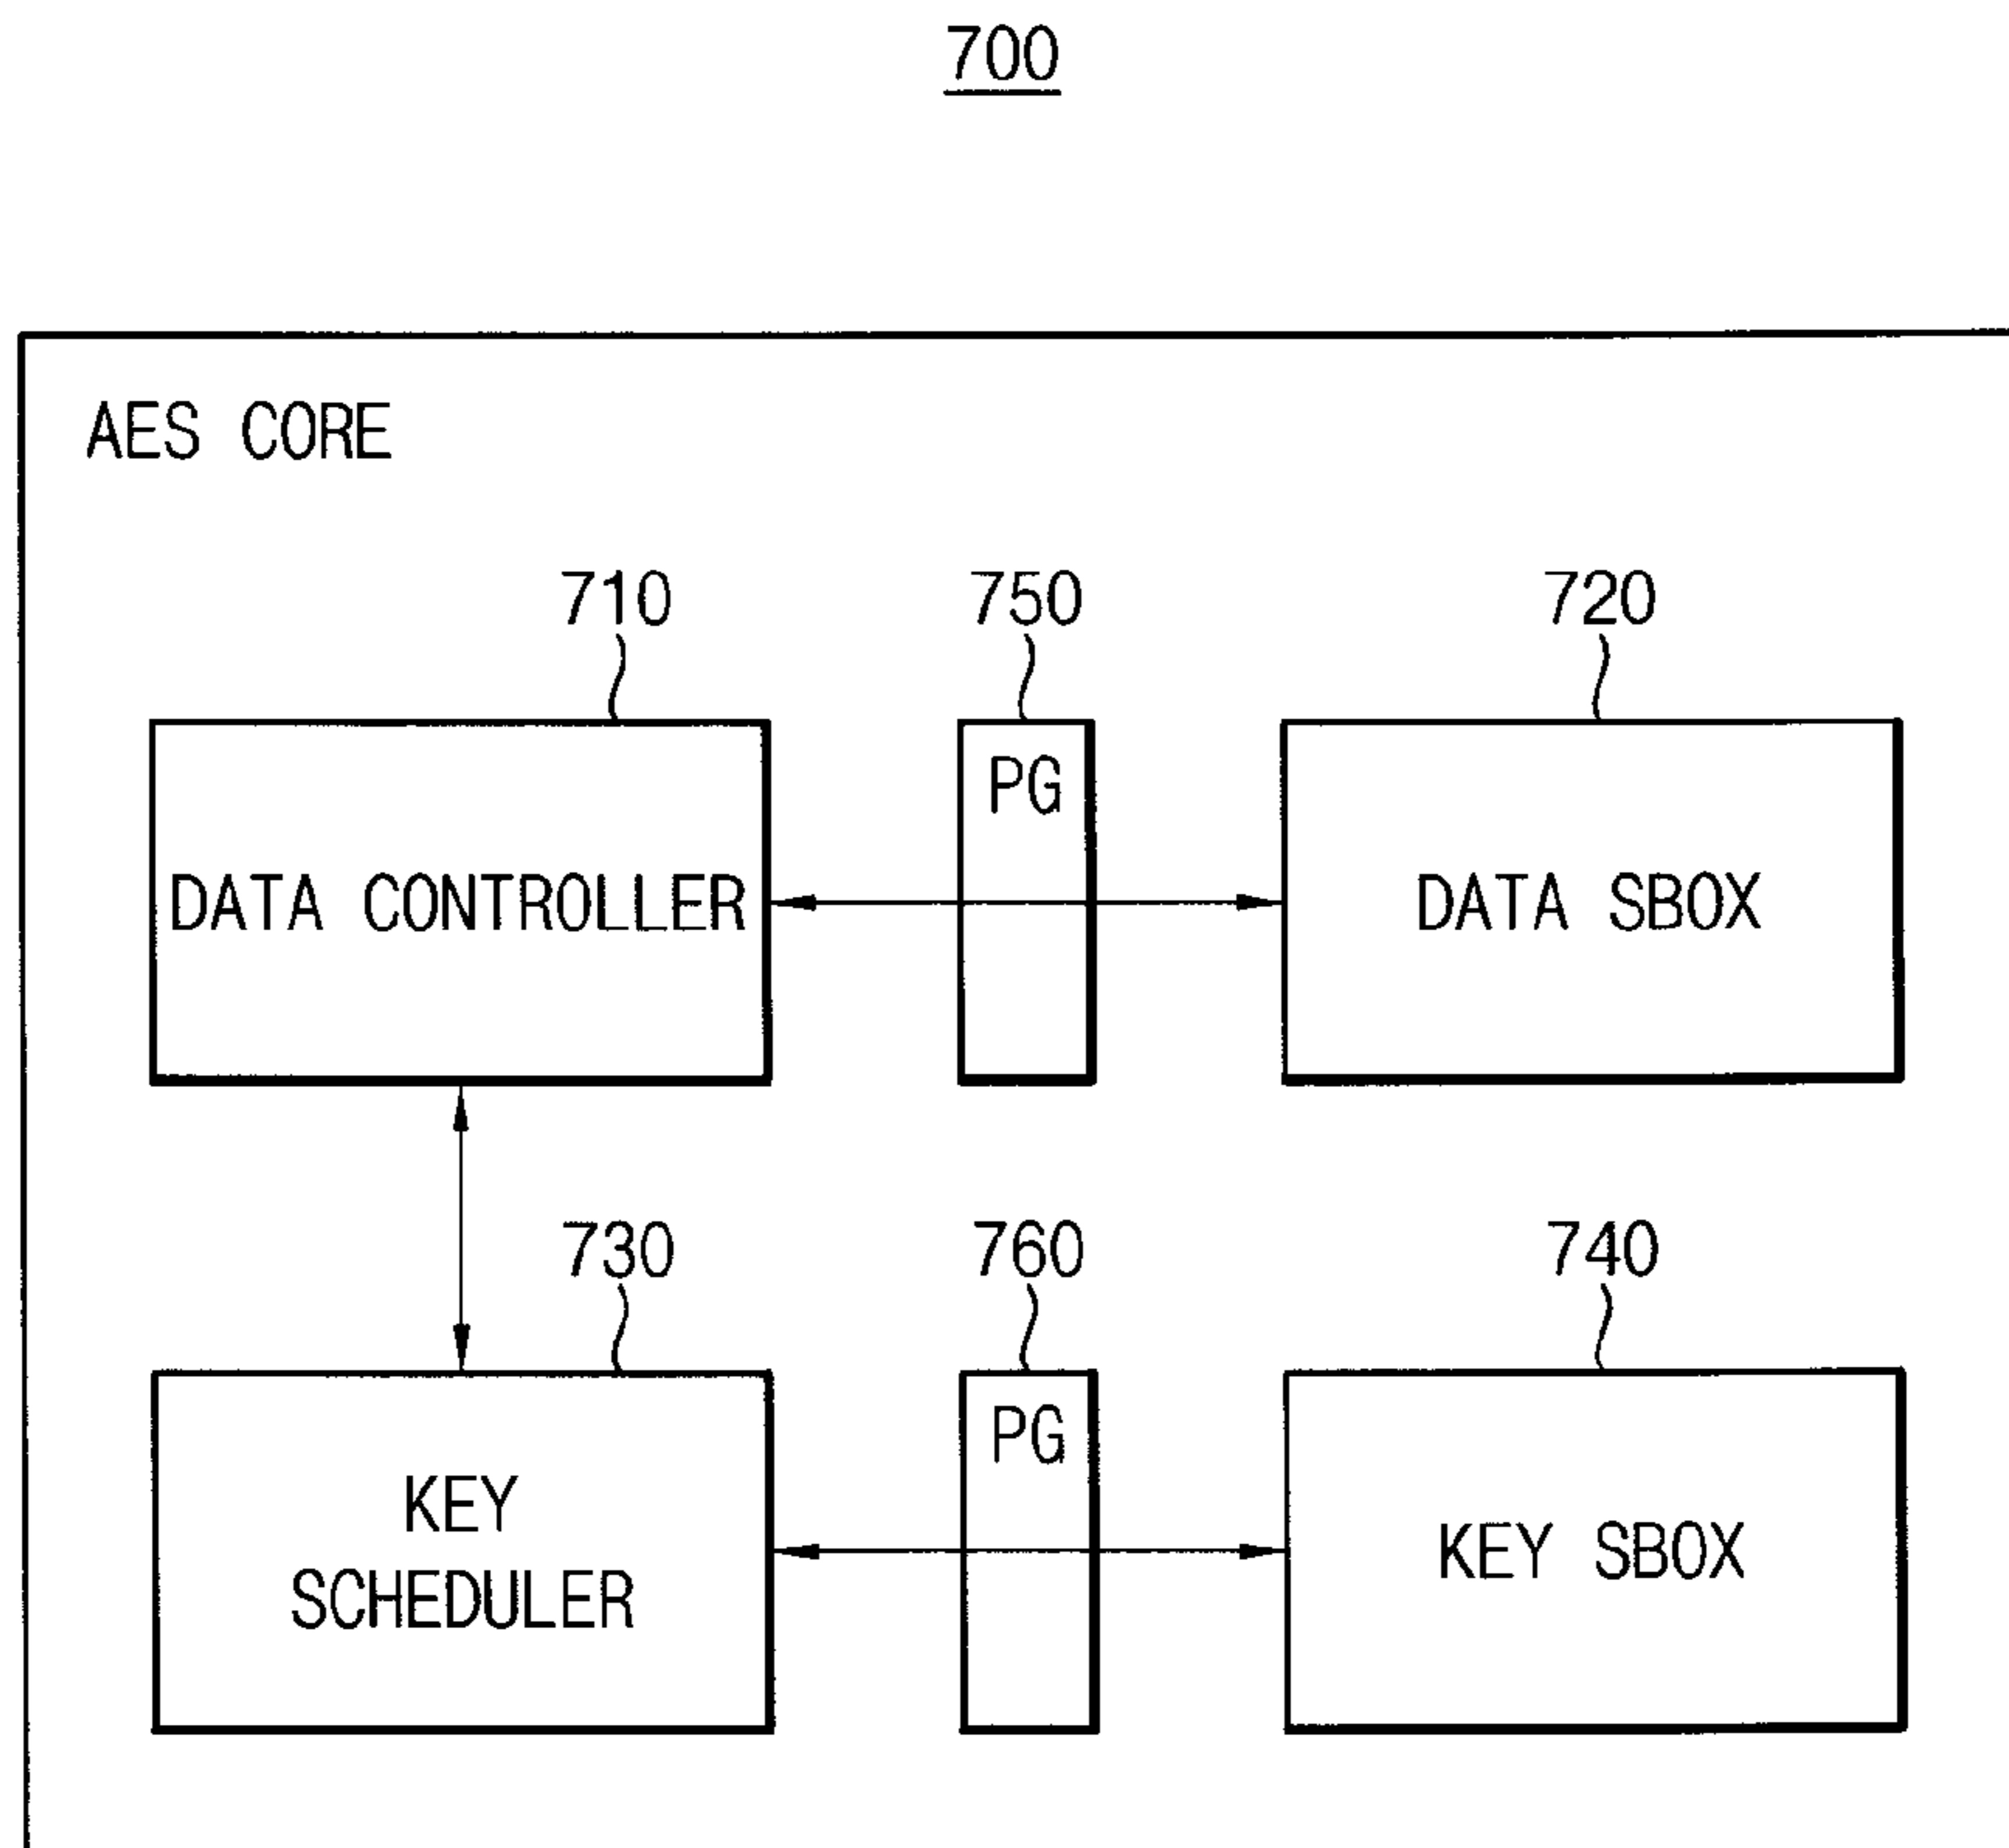 700
AES CORE
710
750
720
PG
DATA CONTROLLER
DATA SBOX
730
760
740
PG
KEY
SCHEDULER
KEY SBOX